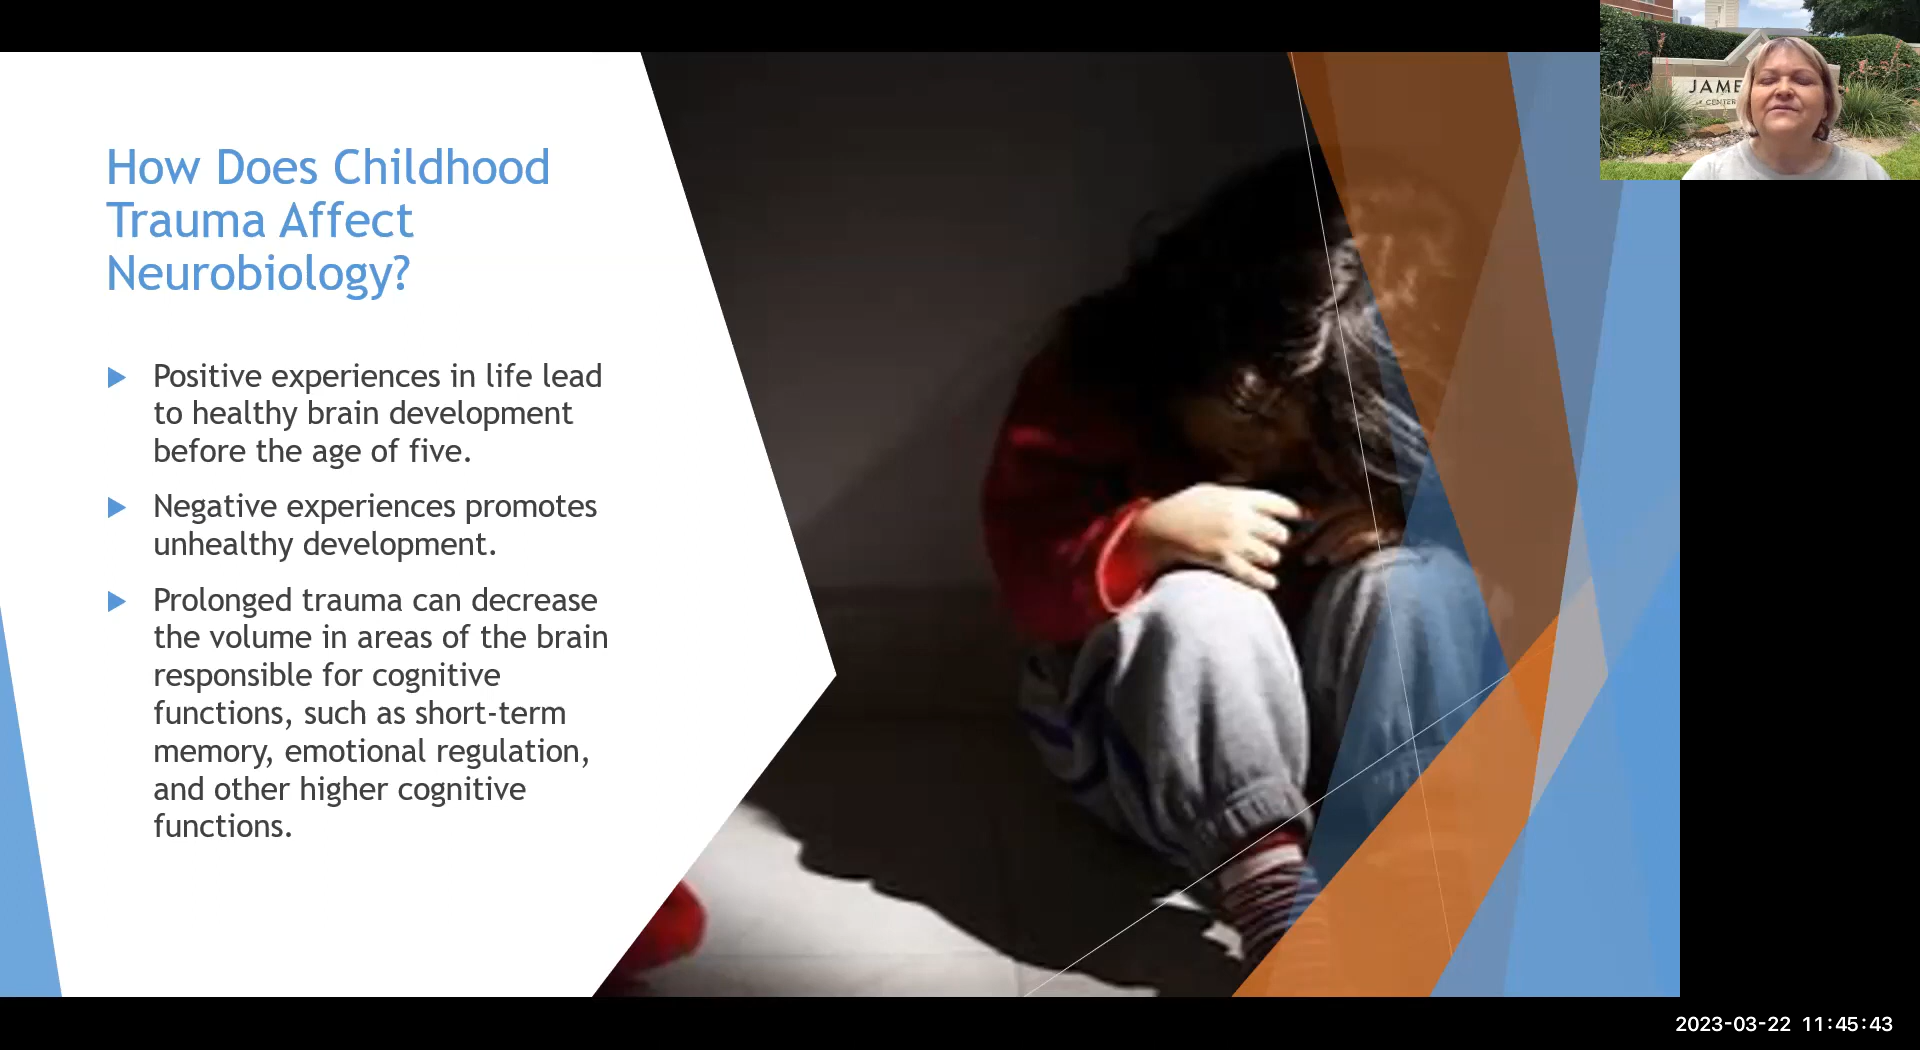 How Does Childhood
Trauma Affect
Neurobiology?
Positive experiences in life lead
to healthy brain development
before the age of five.
Negative experiences promotes
unhealthy development.
Prolonged trauma can decrease
the volume in areas of the brain
responsible for cognitive
functions, such as short-term
memory, emotional regulation,
and other higher cognitive
functions.
JAME
CENTER
2023-03-22 11:45:43